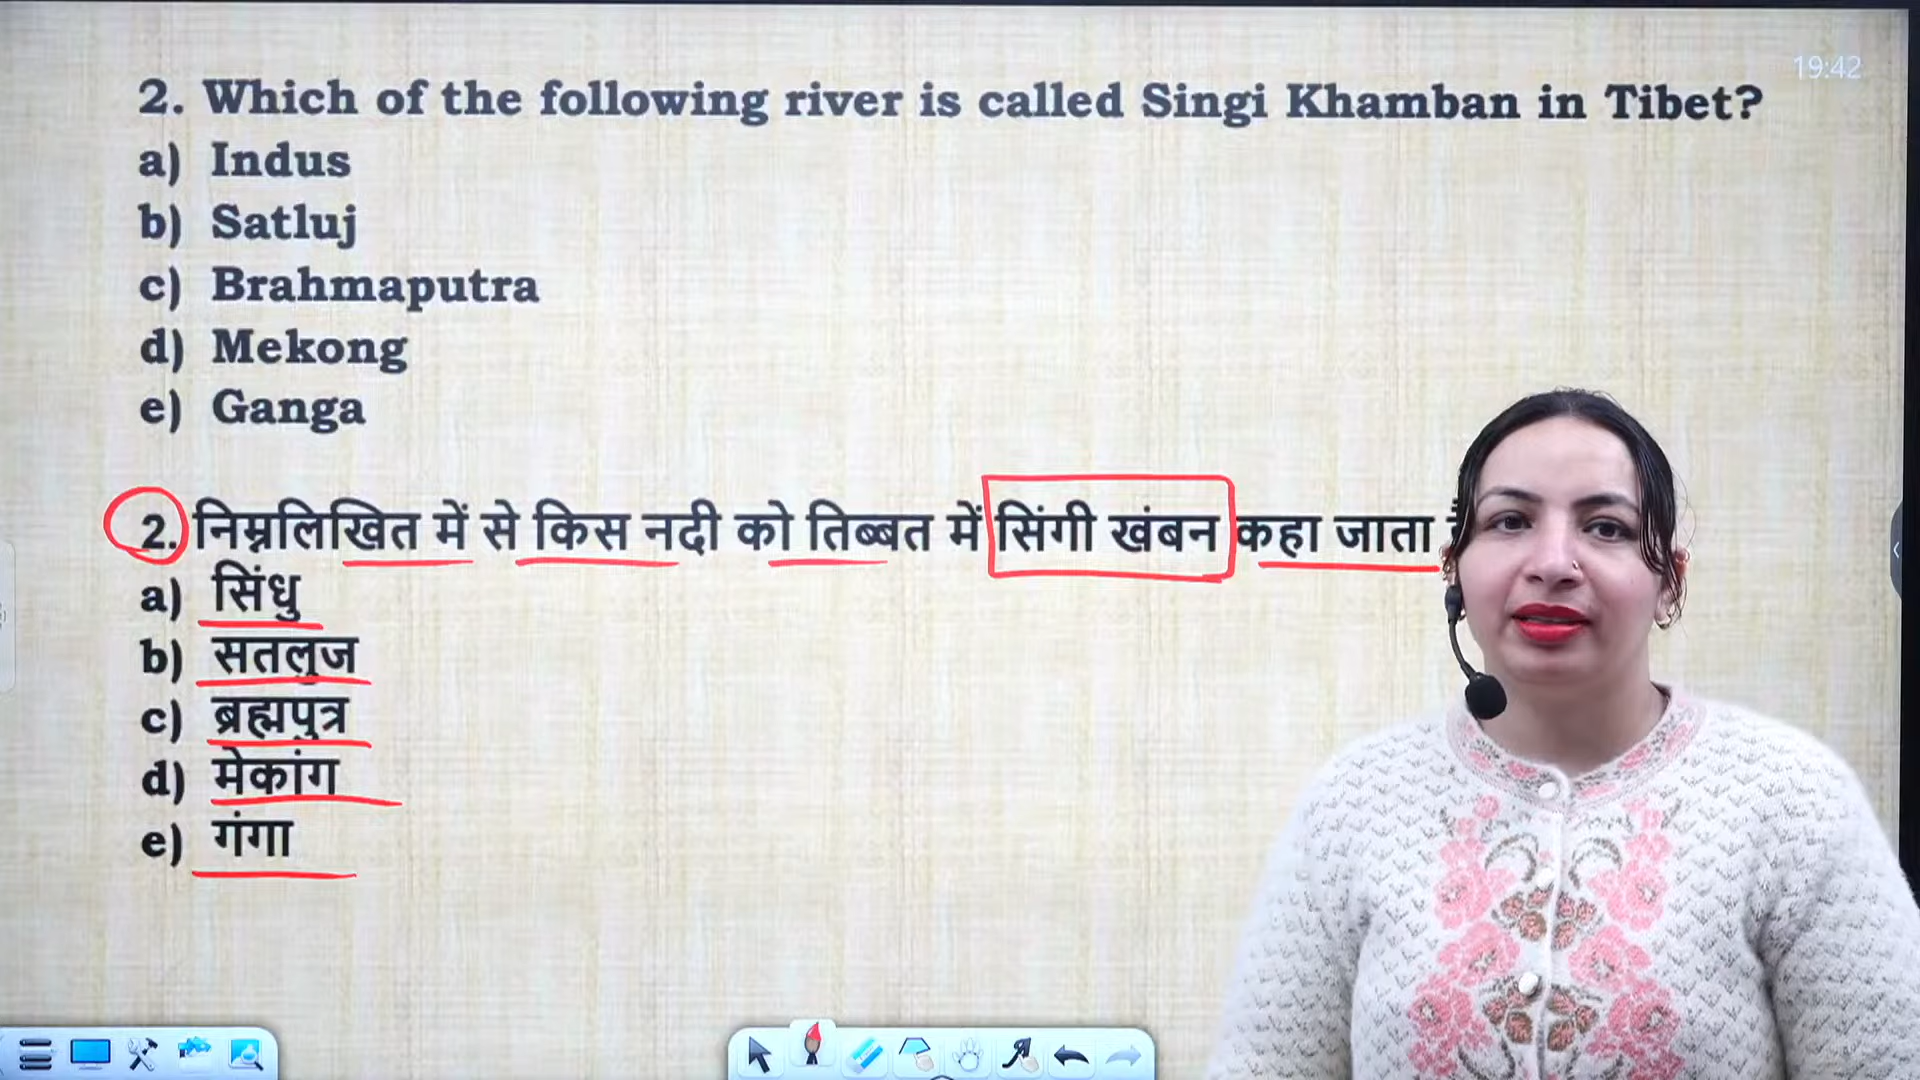 19:42
2. Which of the following river is called Singi Khamban in Tibet?
a) Indus
b) Satluj
c) Brahmaputra
d) Mekong
e) Ganga
2. निम्नलिखित में से किस नदी को तिब्बत में सिंगी खंबन कहा जाता
a) सिंधु
b) सतलुज
c) ब्रह्मपुत्र
d) मेकांग
e) गंगा